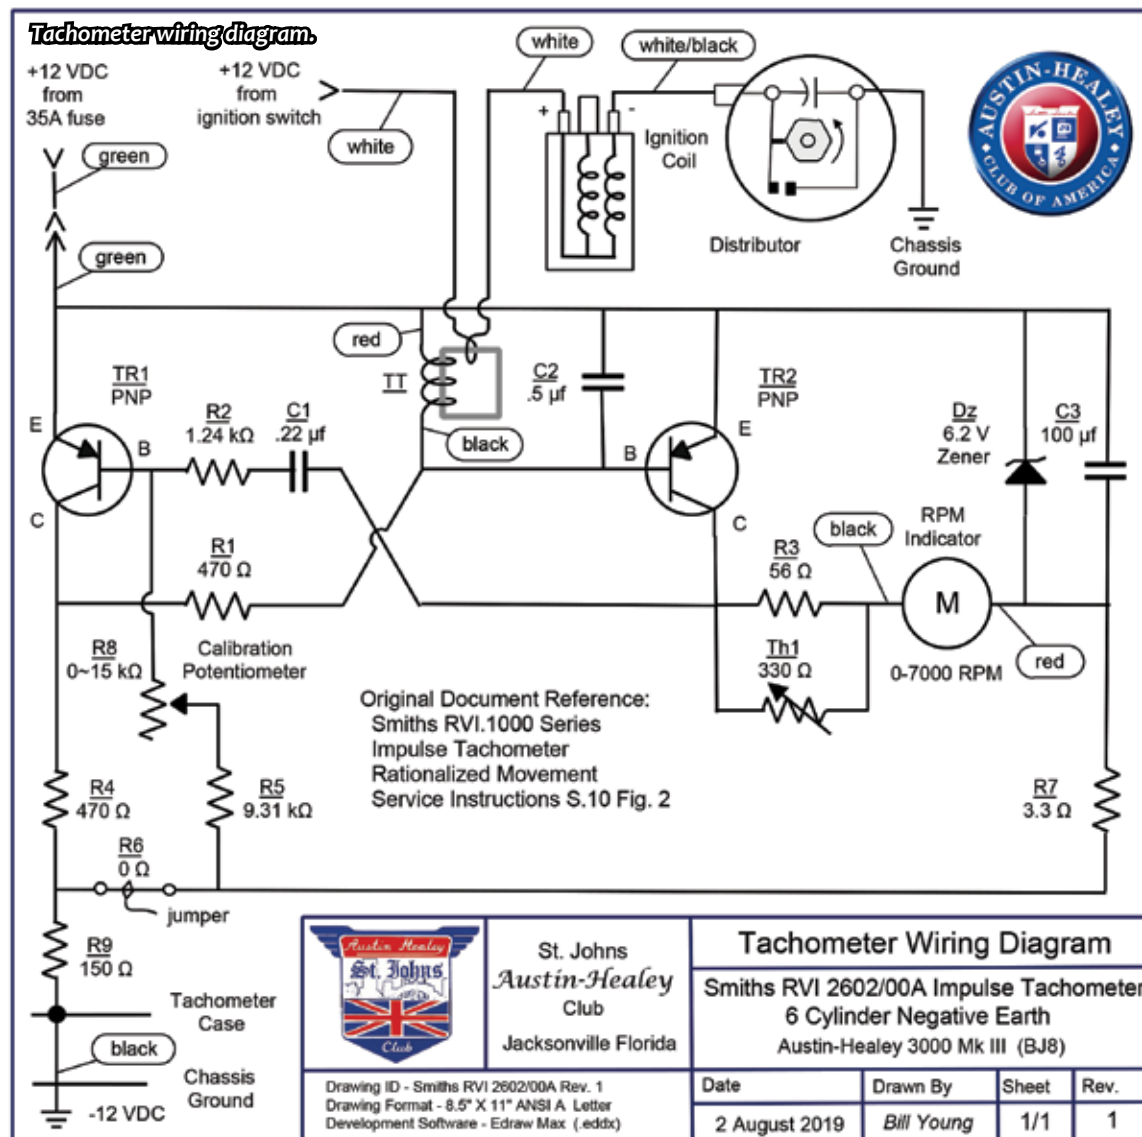 Tachometer wiring diagram.
+12 VDC
from
35A fuse
+12 VDC
from
ignition switch
white
white/black
green
white
green
+
-
Ignition
Coil
Distributor
Chassis
Ground
AUSTIN-HEALEY
CLUB OF AMERICA
red
TT
black
TR1
PNP
E
B
C
R2
1.24 kΩ
C1
.22 µf
C2
.5 µf
TR2
PNP
E
B
C
Dz
6.2 V
Zener
C3
100 µf
R1
470 Ω
R3
56 Ω
black
RPM
Indicator
M
0-7000 RPM
red
Th1
330 Ω
R8
0~15 kΩ
Calibration
Potentiometer
Original Document Reference:
Smiths RVI.1000 Series
Impulse Tachometer
Rationalized Movement
Service Instructions S.10 Fig. 2
R4
470 Ω
R5
9.31 kΩ
R7
3.3 Ω
R6
0 Ω
jumper
R9
150 Ω
Tachometer
Case
black
Chassis
Ground
-12 VDC
Austin Healey
St. Johns
Club
St. Johns
Austin-Healey
Club
Jacksonville Florida
Tachometer Wiring Diagram
Smiths RVI 2602/00A Impulse Tachometer
6 Cylinder Negative Earth
Austin-Healey 3000 Mk III (BJ8)
Drawing ID - Smiths RVI 2602/00A Rev. 1
Drawing Format - 8.5" X 11" ANSI A Letter
Development Software - Edraw Max (.eddx)
Date
Drawn By
Sheet
Rev.
2 August 2019
Bill Young
1/1
1